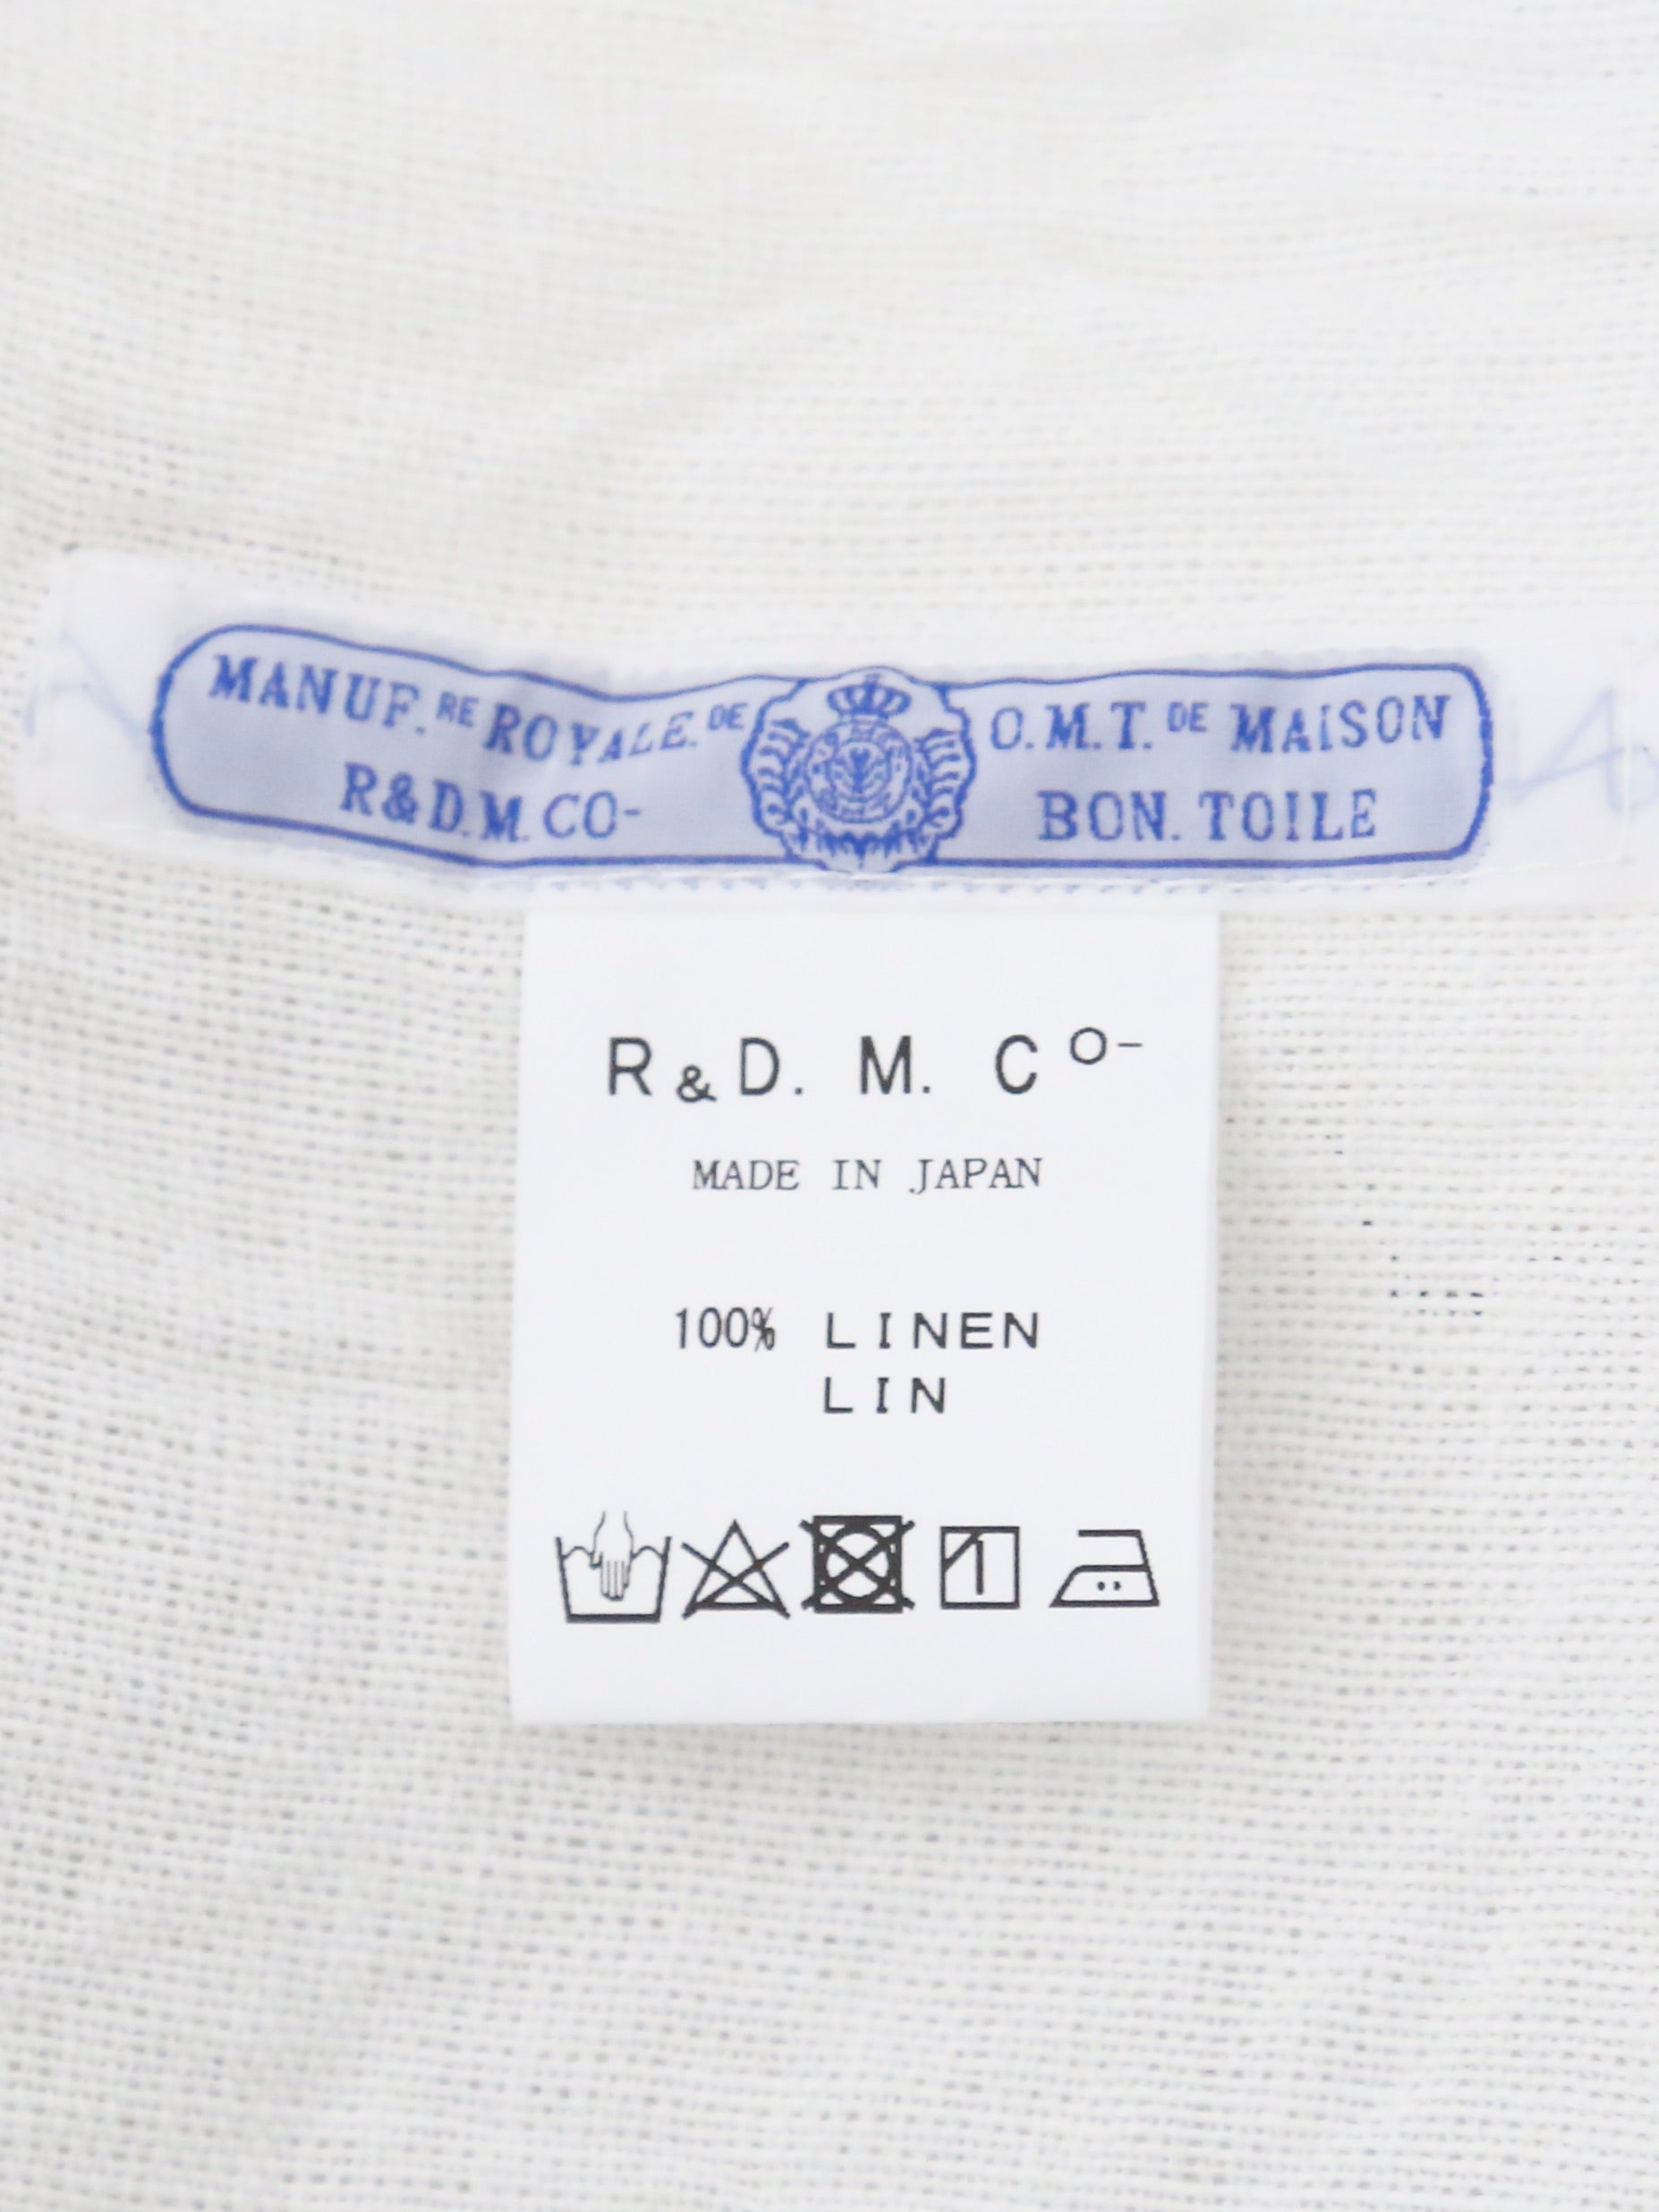 MANUF.RE ROYALE.DE
R&D.M.CO-
O.M.T.DE MAISON
BON.TOILE
R&D. M. CO-
MADE IN JAPAN
100% LINEN
LIN